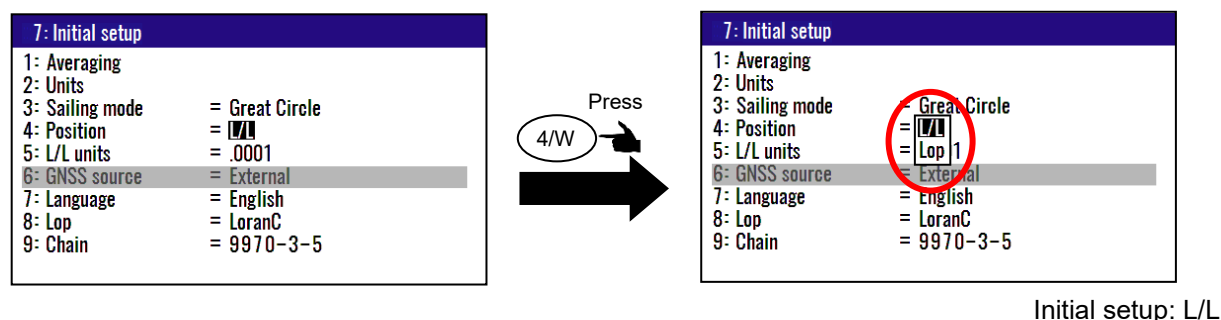 7: Initial setup
1: Averaging
2: Units
3: Sailing mode = Great Circle
4: Position = L/L
5: L/L units = .0001
6: GNSS source = External
7: Language = English
8: Lop = LoranC
9: Chain = 9970-3-5
Press
4/W
7: Initial setup
1: Averaging
2: Units
3: Sailing mode = Great Circle
4: Position = L/L
5: L/L units = Lop 1
6: GNSS source = External
7: Language = English
8: Lop = LoranC
9: Chain = 9970-3-5
Initial setup: L/L